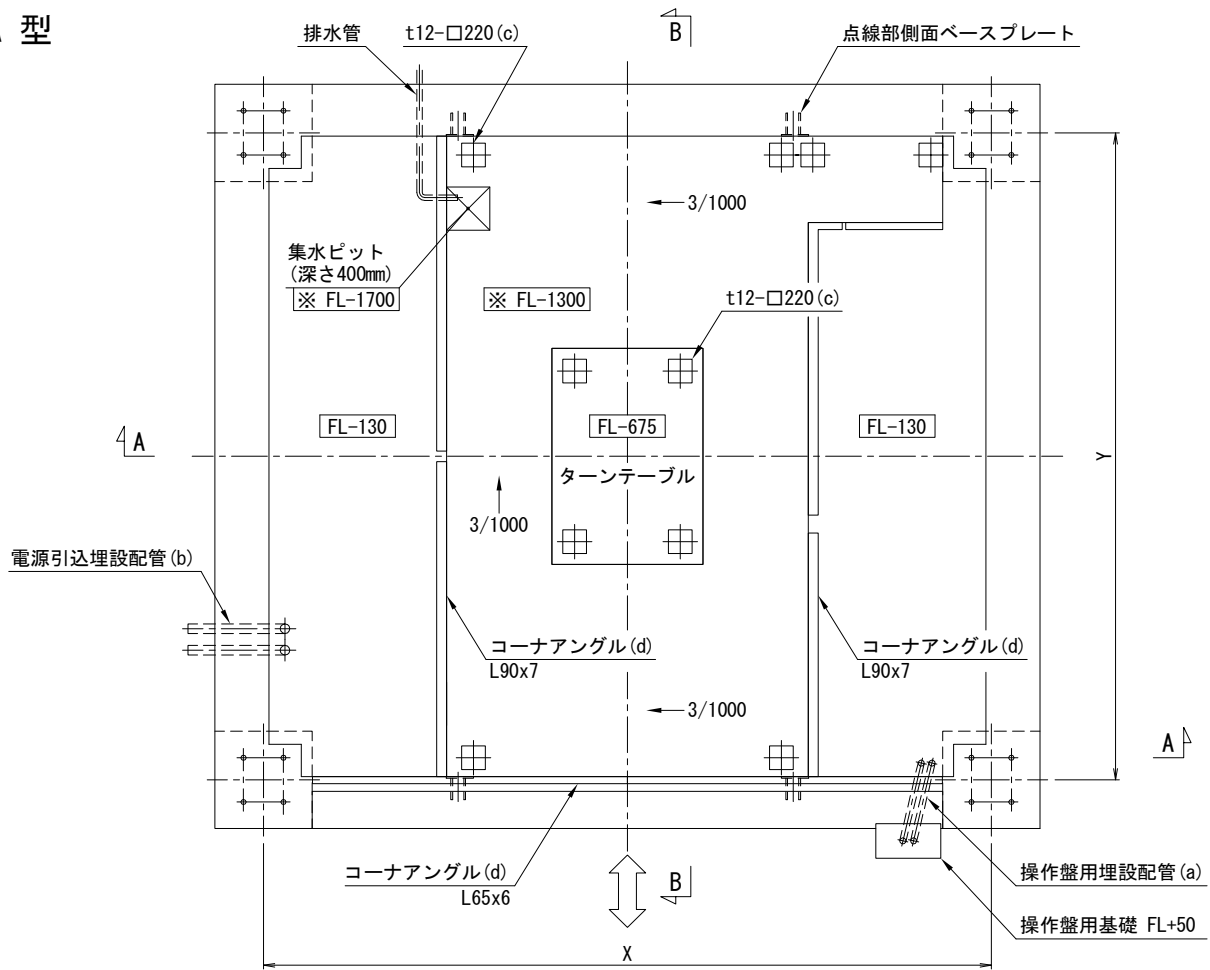 型
B
排水管
t12-□220(c)
点線部側面ベースプレート
3/1000
集水ピット
(深さ400mm)
※ FL-1700
※ FL-1300
t12-□220(c)
FL-130
FL-675
FL-130
A
ターンテーブル
Y
3/1000
電源引込埋設配管(b)
コーナアングル(d)
L90x7
コーナアングル(d)
L90x7
3/1000
A
コーナアングル(d)
L65x6
B
操作盤用埋設配管(a)
操作盤用基礎 FL+50
X